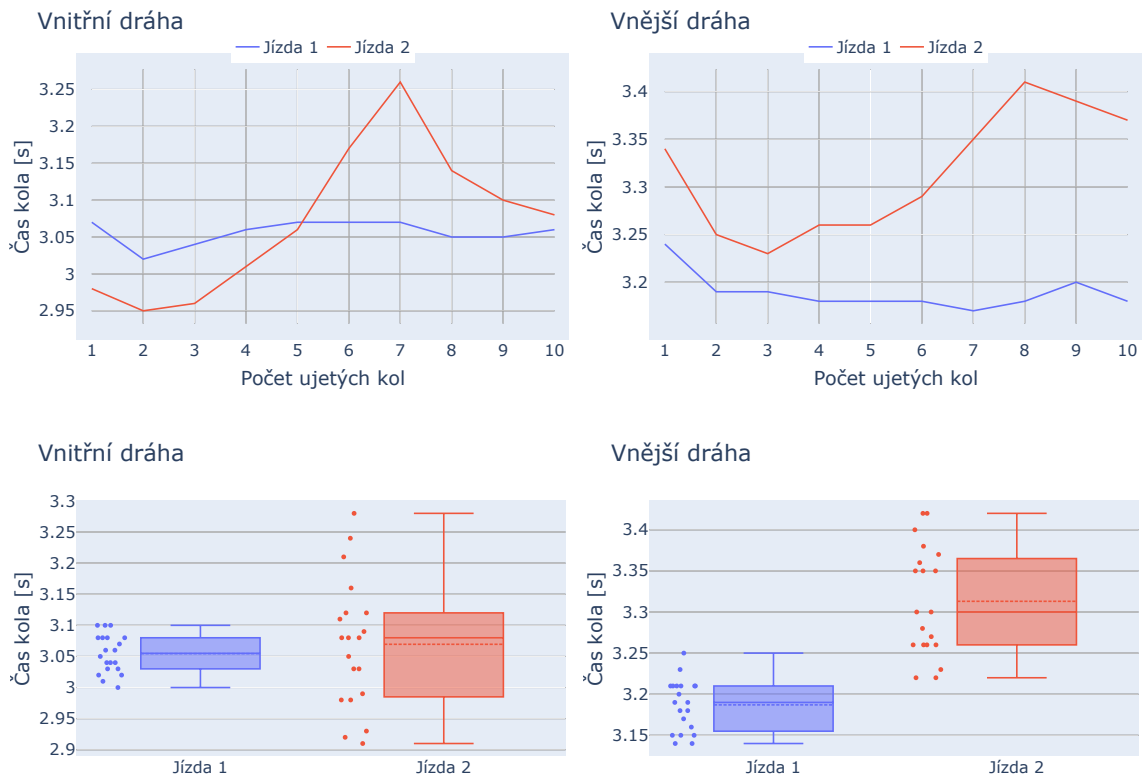 Vnitřní dráha
Jízda 1 Jízda 2
3.25
3.2
3.15
3.1
3.05
3
2.95
Čas kola [s]
1 2 3 4 5 6 7 8 9 10
Počet ujetých kol
Vnější dráha
Jízda 1 Jízda 2
3.4
3.35
3.3
3.25
3.2
Čas kola [s]
1 2 3 4 5 6 7 8 9 10
Počet ujetých kol
Vnitřní dráha
3.3
3.25
3.2
3.15
3.1
3.05
3
2.95
2.9
Čas kola [s]
Jízda 1 Jízda 2
Vnější dráha
3.4
3.35
3.3
3.25
3.2
3.15
Čas kola [s]
Jízda 1 Jízda 2